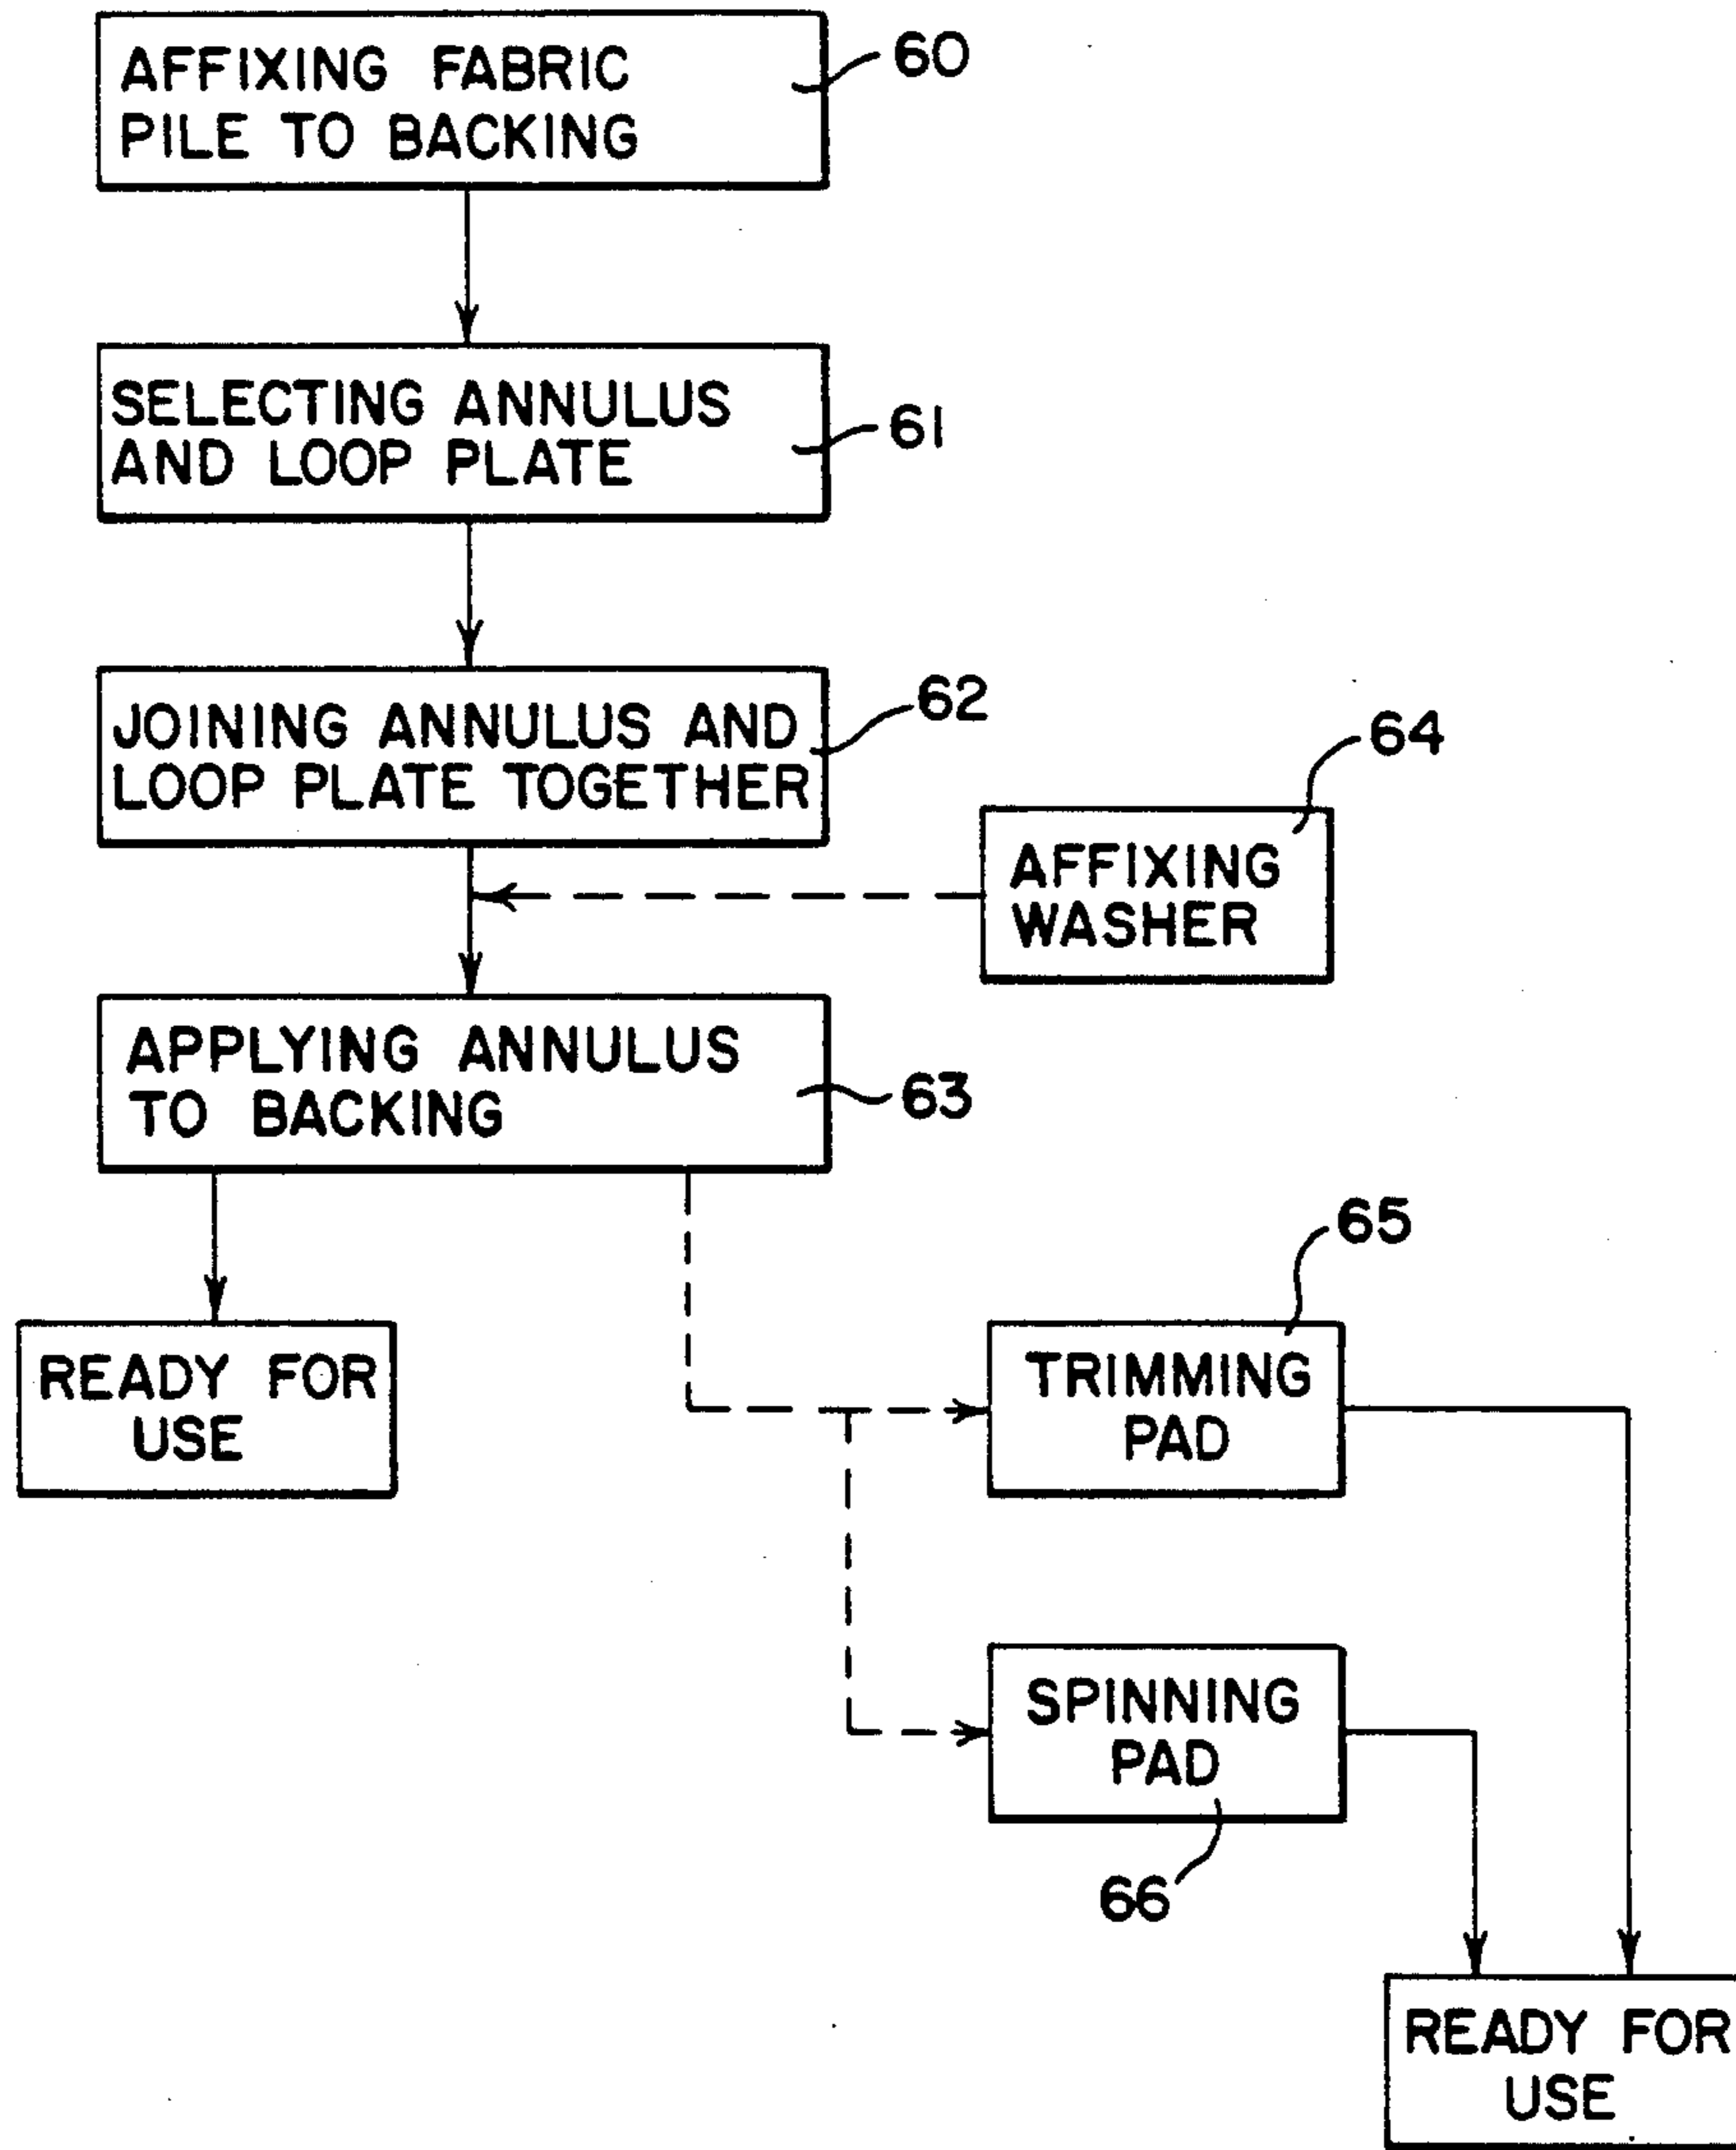 AFFIXING FABRIC
PILE TO BACKING
60
SELECTING ANNULUS
AND LOOP PLATE
61
JOINING ANNULUS AND
LOOP PLATE TOGETHER
62
64
AFFIXING
WASHER
APPLYING ANNULUS
TO BACKING
63
READY FOR
USE
65
TRIMMING
PAD
SPINNING
PAD
66
READY FOR
USE